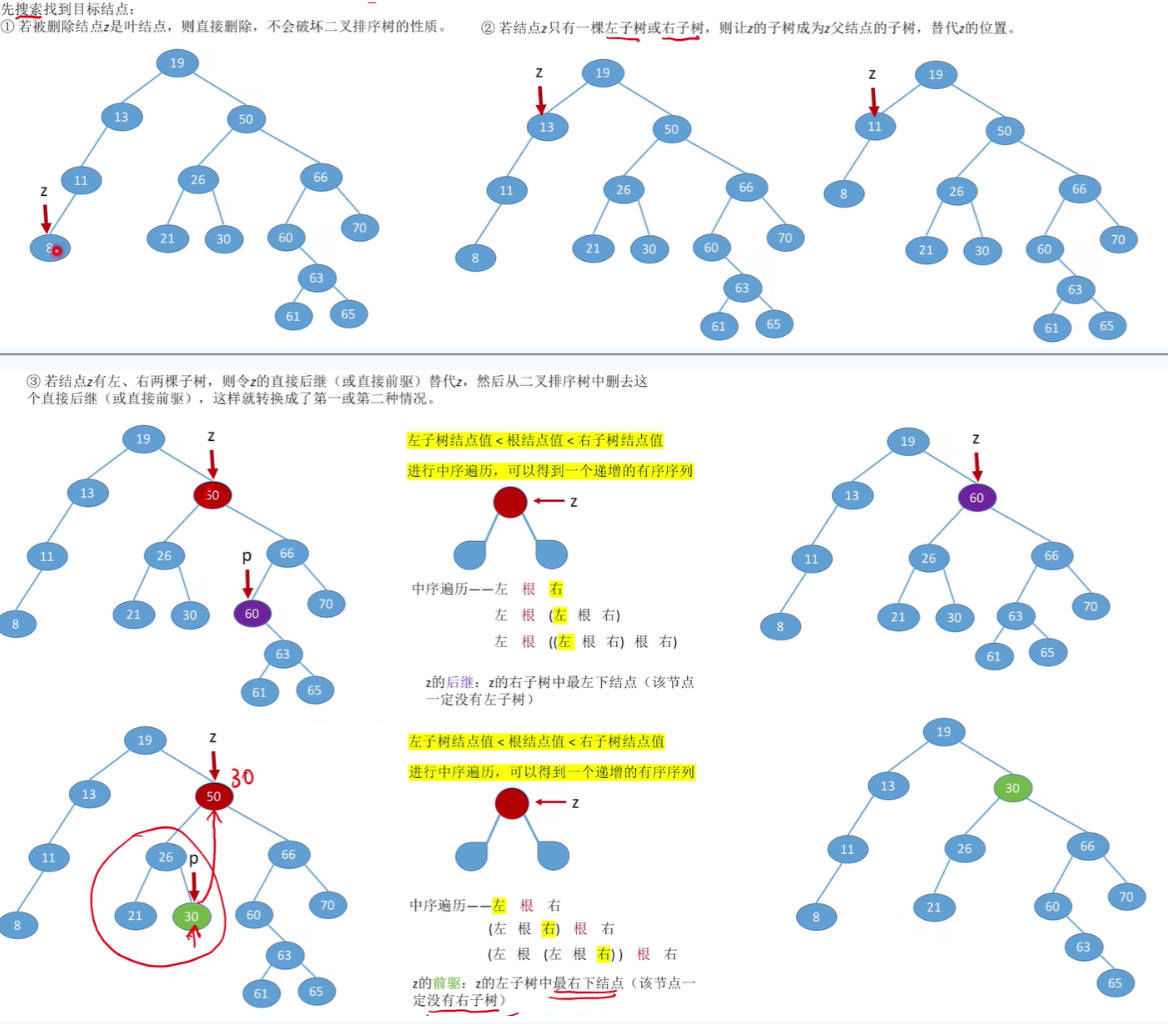 先搜索找到目标结点：
① 若被删除结点z是叶结点，则直接删除，不会破坏二叉排序树的性质。
② 若结点z只有一棵左子树或右子树，则让z的子树成为z父结点的子树，替代z的位置。
19
13 50
11 26 66
z
8 21 30 60 70
63
61 65
z
19
13 50
11 26 66
8 21 30 60 70
63
61 65
z
19
11 50
8 26 66
21 30 60 70
63
61 65
③ 若结点z有左、右两棵子树，则令z的直接后继（或直接前驱）替代z，然后从二叉排序树中删去这
个直接后继（或直接前驱），这样就转换成了第一或第二种情况。
19 z
13 50
11 26 p 66
8 21 30 60 70
63
61 65
左子树结点值 < 根结点值 < 右子树结点值
进行中序遍历，可以得到一个递增的有序序列
z
中序遍历——左 根 右
左 根 (左 根 右)
左 根 ((左 根 右) 根 右)
z的后继：z的右子树中最左下结点（该节点
一定没有左子树）
19 z
13 60
11 26 66
8 21 30 63 70
61 65
19 z
30
13 50
11 26 p 66
8 21 30 60 70
63
61 65
左子树结点值 < 根结点值 < 右子树结点值
进行中序遍历，可以得到一个递增的有序序列
z
中序遍历——左 根 右
(左 根 右) 根 右
(左 根 (左 根 右)) 根 右
z的前驱：z的左子树中最右下结点（该节点一
定没有右子树）
19
13 30
11 26 66
8 21 60 70
63
65